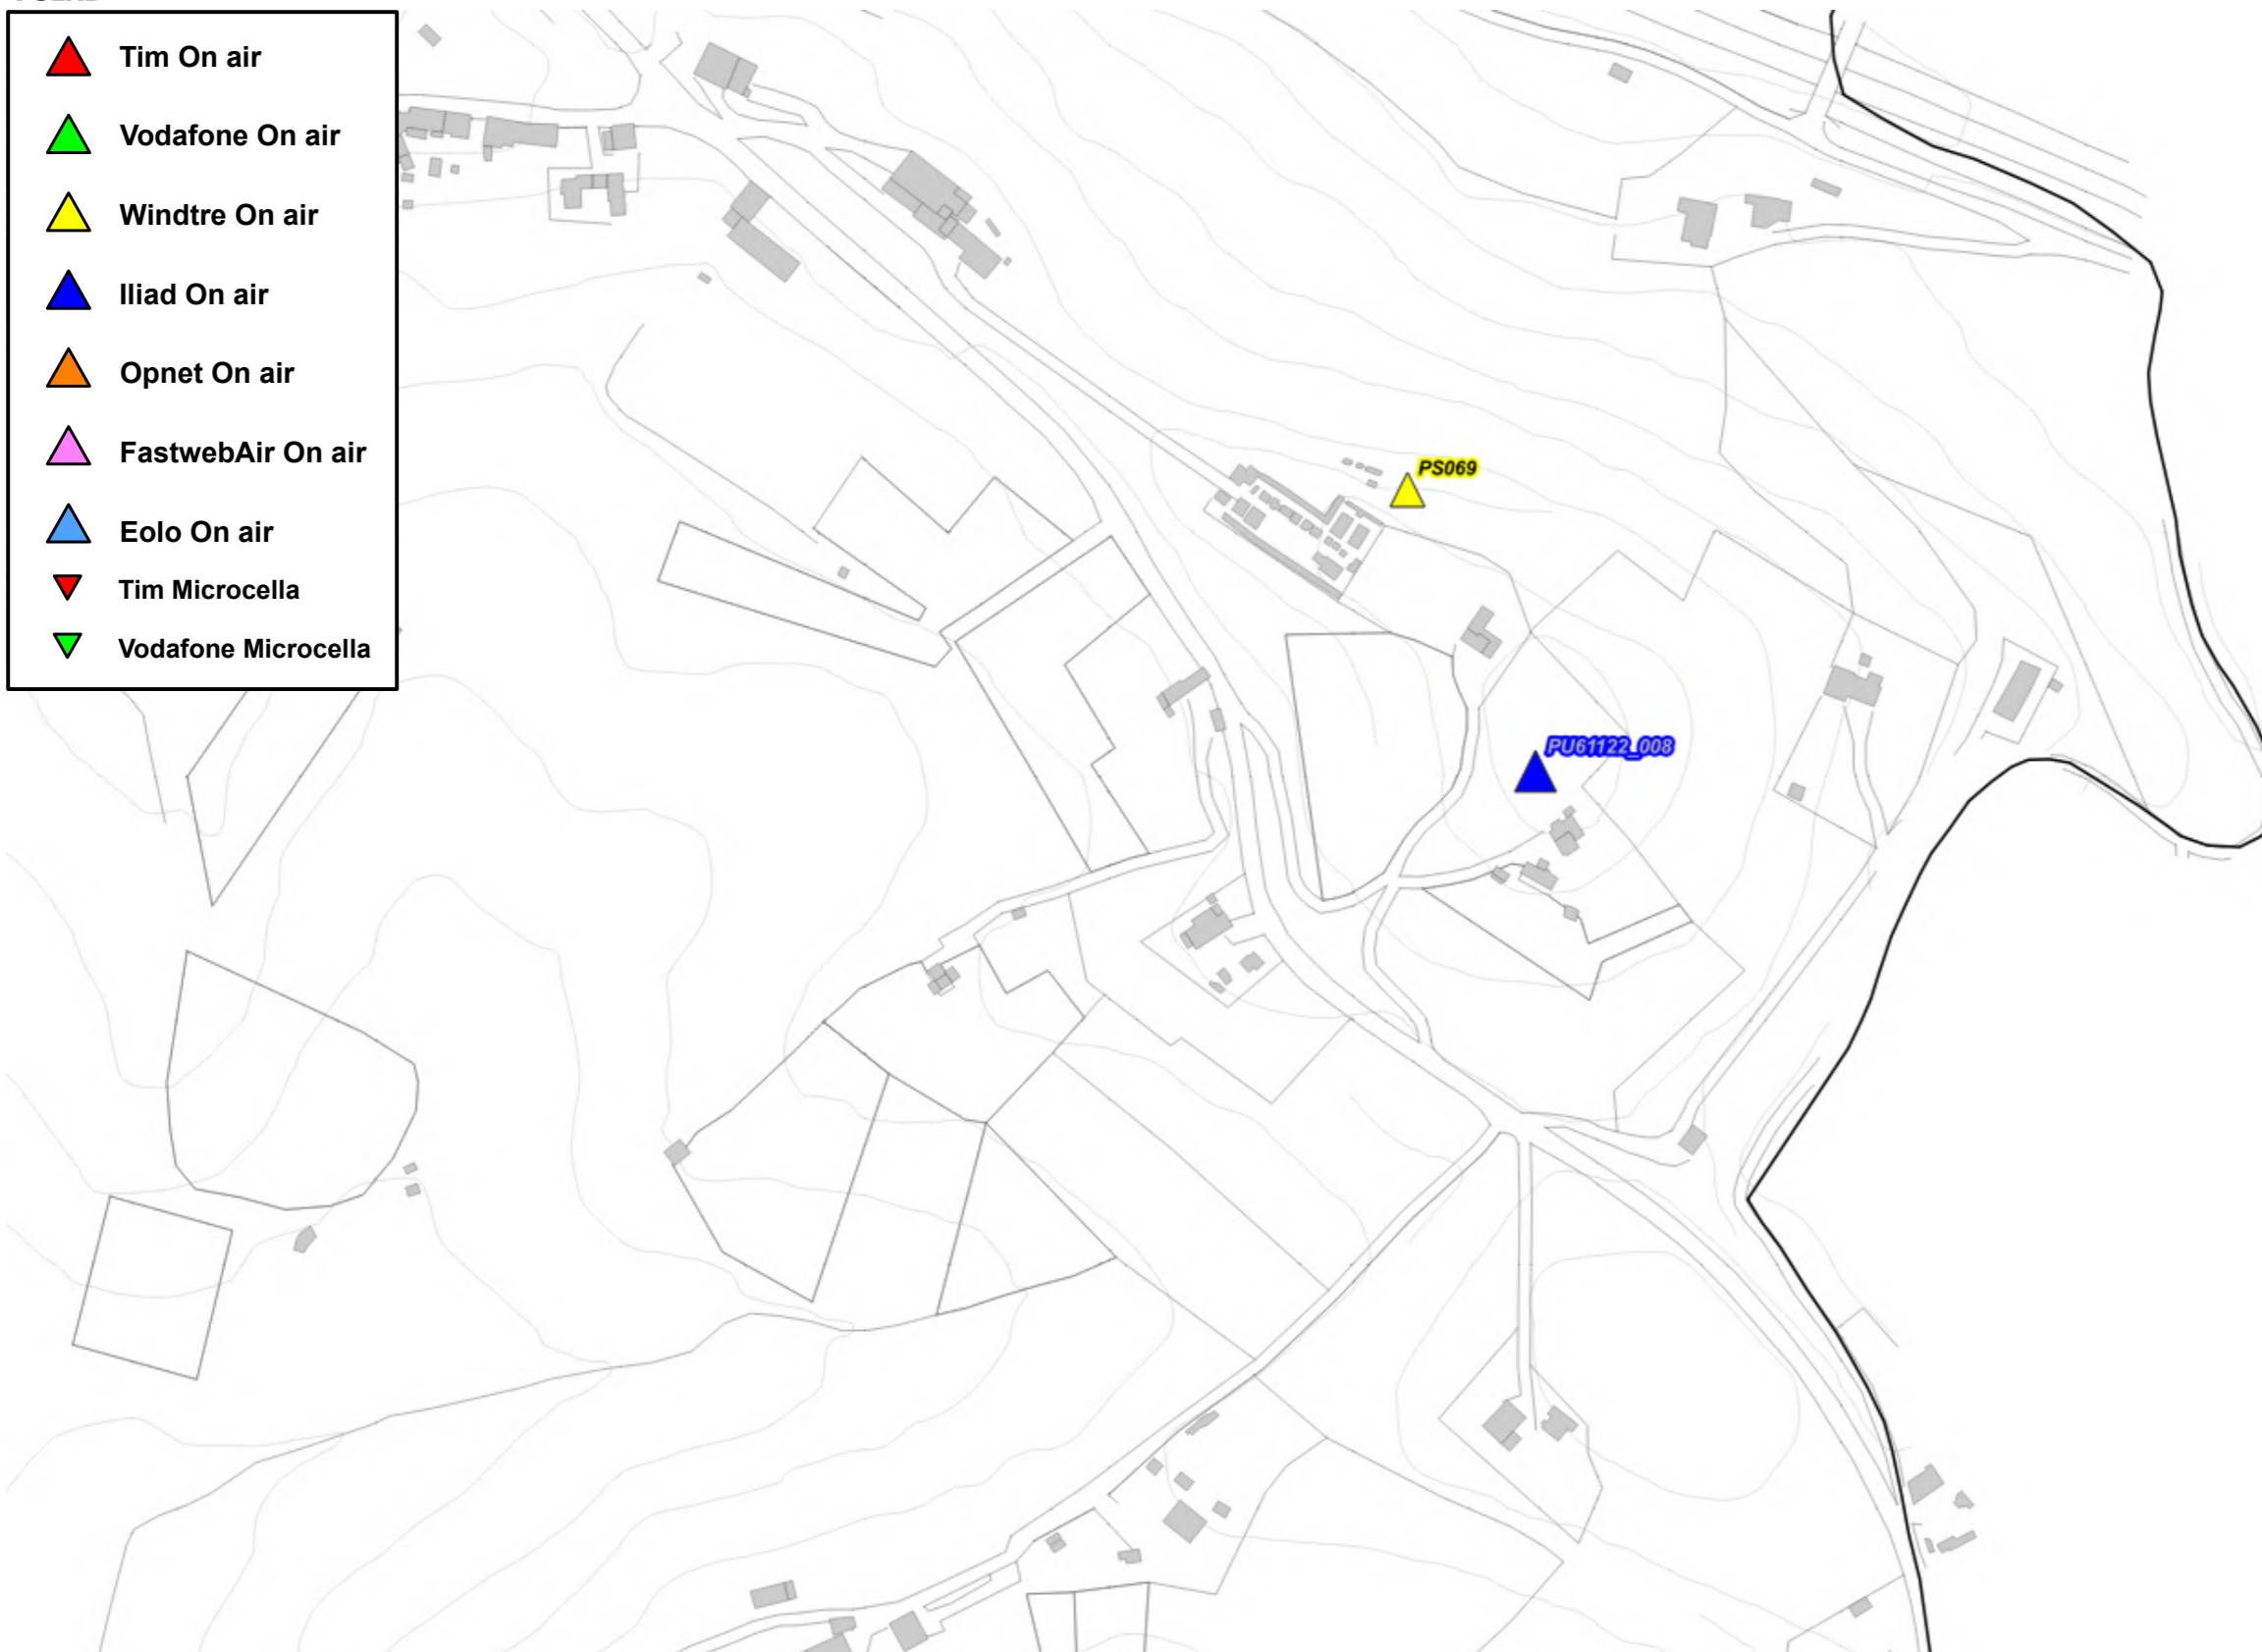 Tim On air
Vodafone On air
Windtre On air
Iliad On air
Opnet On air
FastwebAir On air
Eolo On air
Tim Microcella
Vodafone Microcella
PS069
PU61122_008